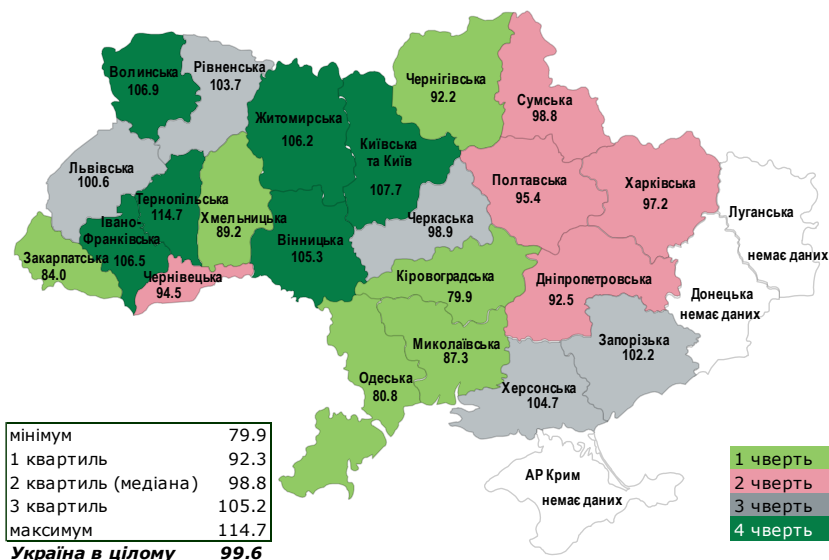 Волинська
106.9
Рівненська
103.7
Житомирська
106.2
Київська
та Київ
107.7
Чернігівська
92.2
Сумська
98.8
Львівська
100.6
Тернопільська
114.7
Хмельницька
89.2
Вінницька
105.3
Черкаська
98.9
Полтавська
95.4
Харківська
97.2
Луганська
немає даних
Івано-
Франківська
106.5
Закарпатська
84.0
Чернівецька
94.5
Кіровоградська
79.9
Дніпропетровська
92.5
Донецька
немає даних
Миколаївська
87.3
Запорізька
102.2
Одеська
80.8
Херсонська
104.7
АР Крим
немає даних
мінімум 79.9
1 квартиль 92.3
2 квартиль (медіана) 98.8
3 квартиль 105.2
максимум 114.7
Україна в цілому 99.6
1 чверть
2 чверть
3 чверть
4 чверть